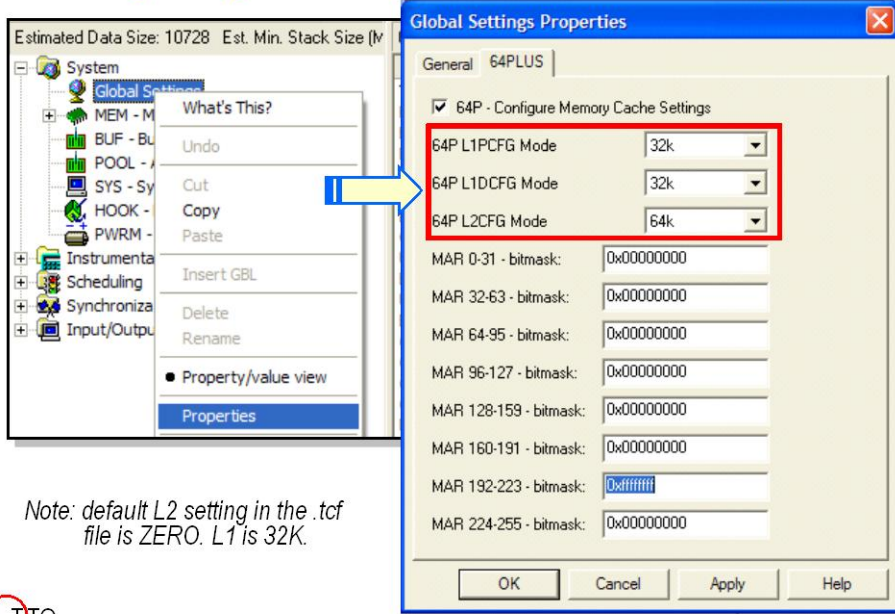 Estimated Data Size: 10728 Est. Min. Stack Size (M
System
Global Settings
MEM - M
BUF - Bu
POOL - A
SYS - Sy
HOOK -
PWRM -
Instrumenta
Scheduling
Synchroniza
Input/Outpu
What's This?
Undo
Cut
Copy
Paste
Insert GBL
Delete
Rename
Property/value view
Properties
Note: default L2 setting in the .tcf
file is ZERO. L1 is 32K.
Global Settings Properties
General 64PLUS
64P - Configure Memory Cache Settings
64P L1PCFG Mode 32k
64P L1DCFG Mode 32k
64P L2CFG Mode 64k
MAR 0-31 - bitmask: 0x00000000
MAR 32-63 - bitmask: 0x00000000
MAR 64-95 - bitmask: 0x00000000
MAR 96-127 - bitmask: 0x00000000
MAR 128-159 - bitmask: 0x00000000
MAR 160-191 - bitmask: 0x00000000
MAR 192-223 - bitmask: 0xffffffff
MAR 224-255 - bitmask: 0x00000000
OK Cancel Apply Help